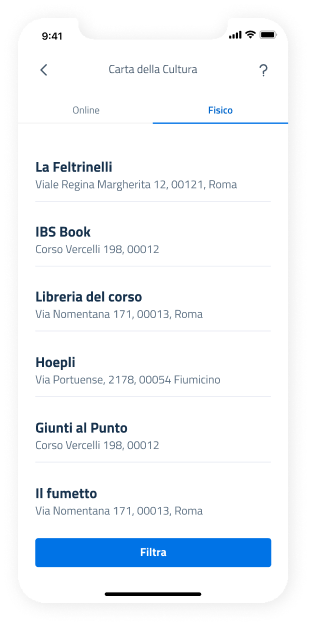 9:41
Carta della Cultura
?
Online Fisico
La Feltrinelli
Viale Regina Margherita 12, 00121, Roma
IBS Book
Corso Vercelli 198, 00012
Libreria del corso
Via Nomentana 171, 00013, Roma
Hoepli
Via Portuense, 2178, 00054 Fiumicino
Giunti al Punto
Corso Vercelli 198, 00012
Il fumetto
Via Nomentana 171, 00013, Roma
Filtra